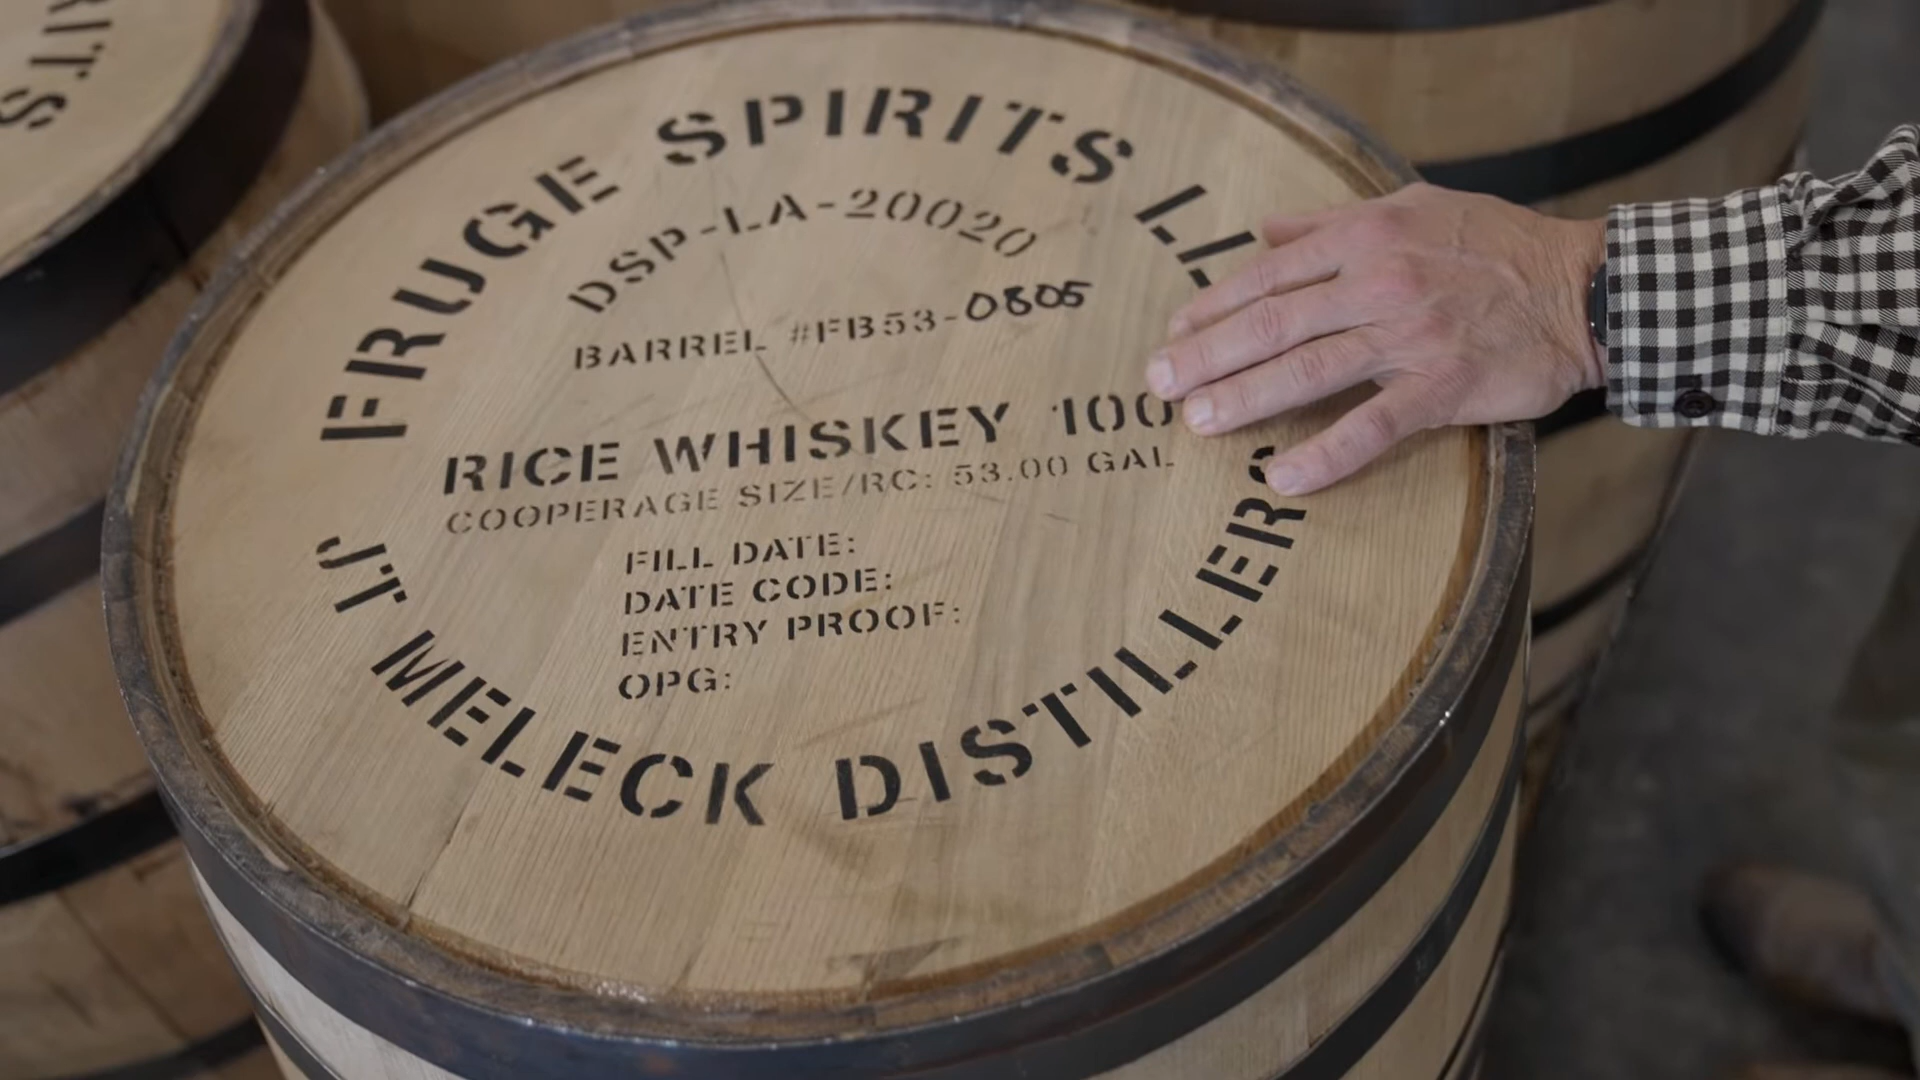 FRUGE SPIRITS LL
DSP-LA-20020
BARREL #FB53-0805
RICE WHISKEY 100
COOPERAGE SIZE/RC: 53.00 GAL
FILL DATE:
DATE CODE:
ENTRY PROOF:
OPG:
JT MELECK DISTILLERS